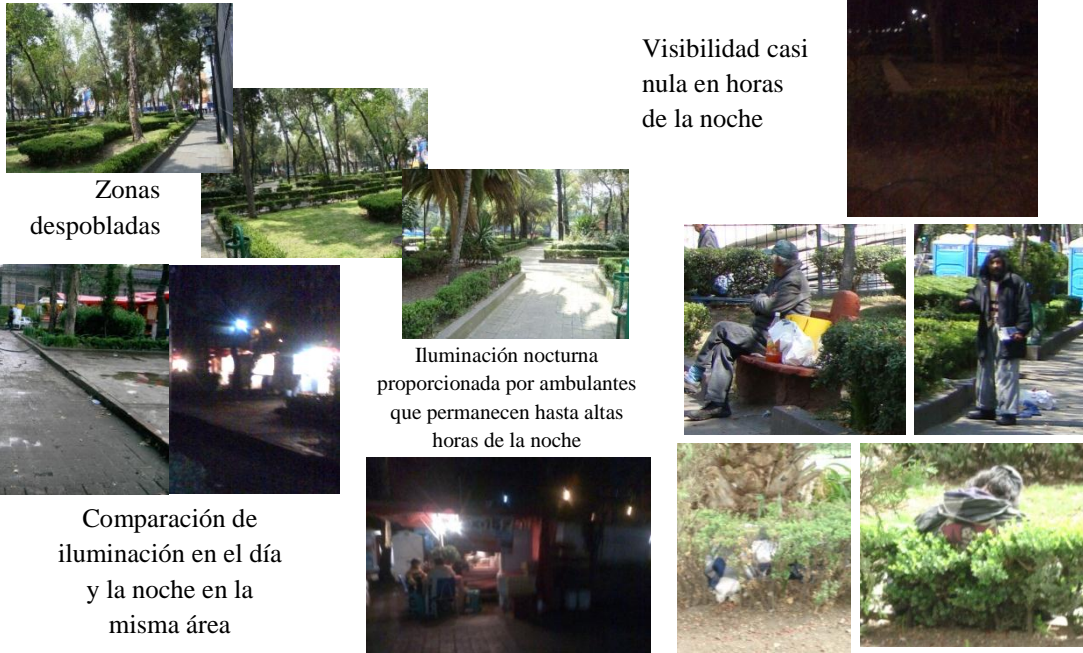 Visibilidad casi
nula en horas
de la noche
Zonas
despobladas
Iluminación nocturna
proporcionada por ambulantes
que permanecen hasta altas
horas de la noche
Comparación de
iluminación en el día
y la noche en la
misma área